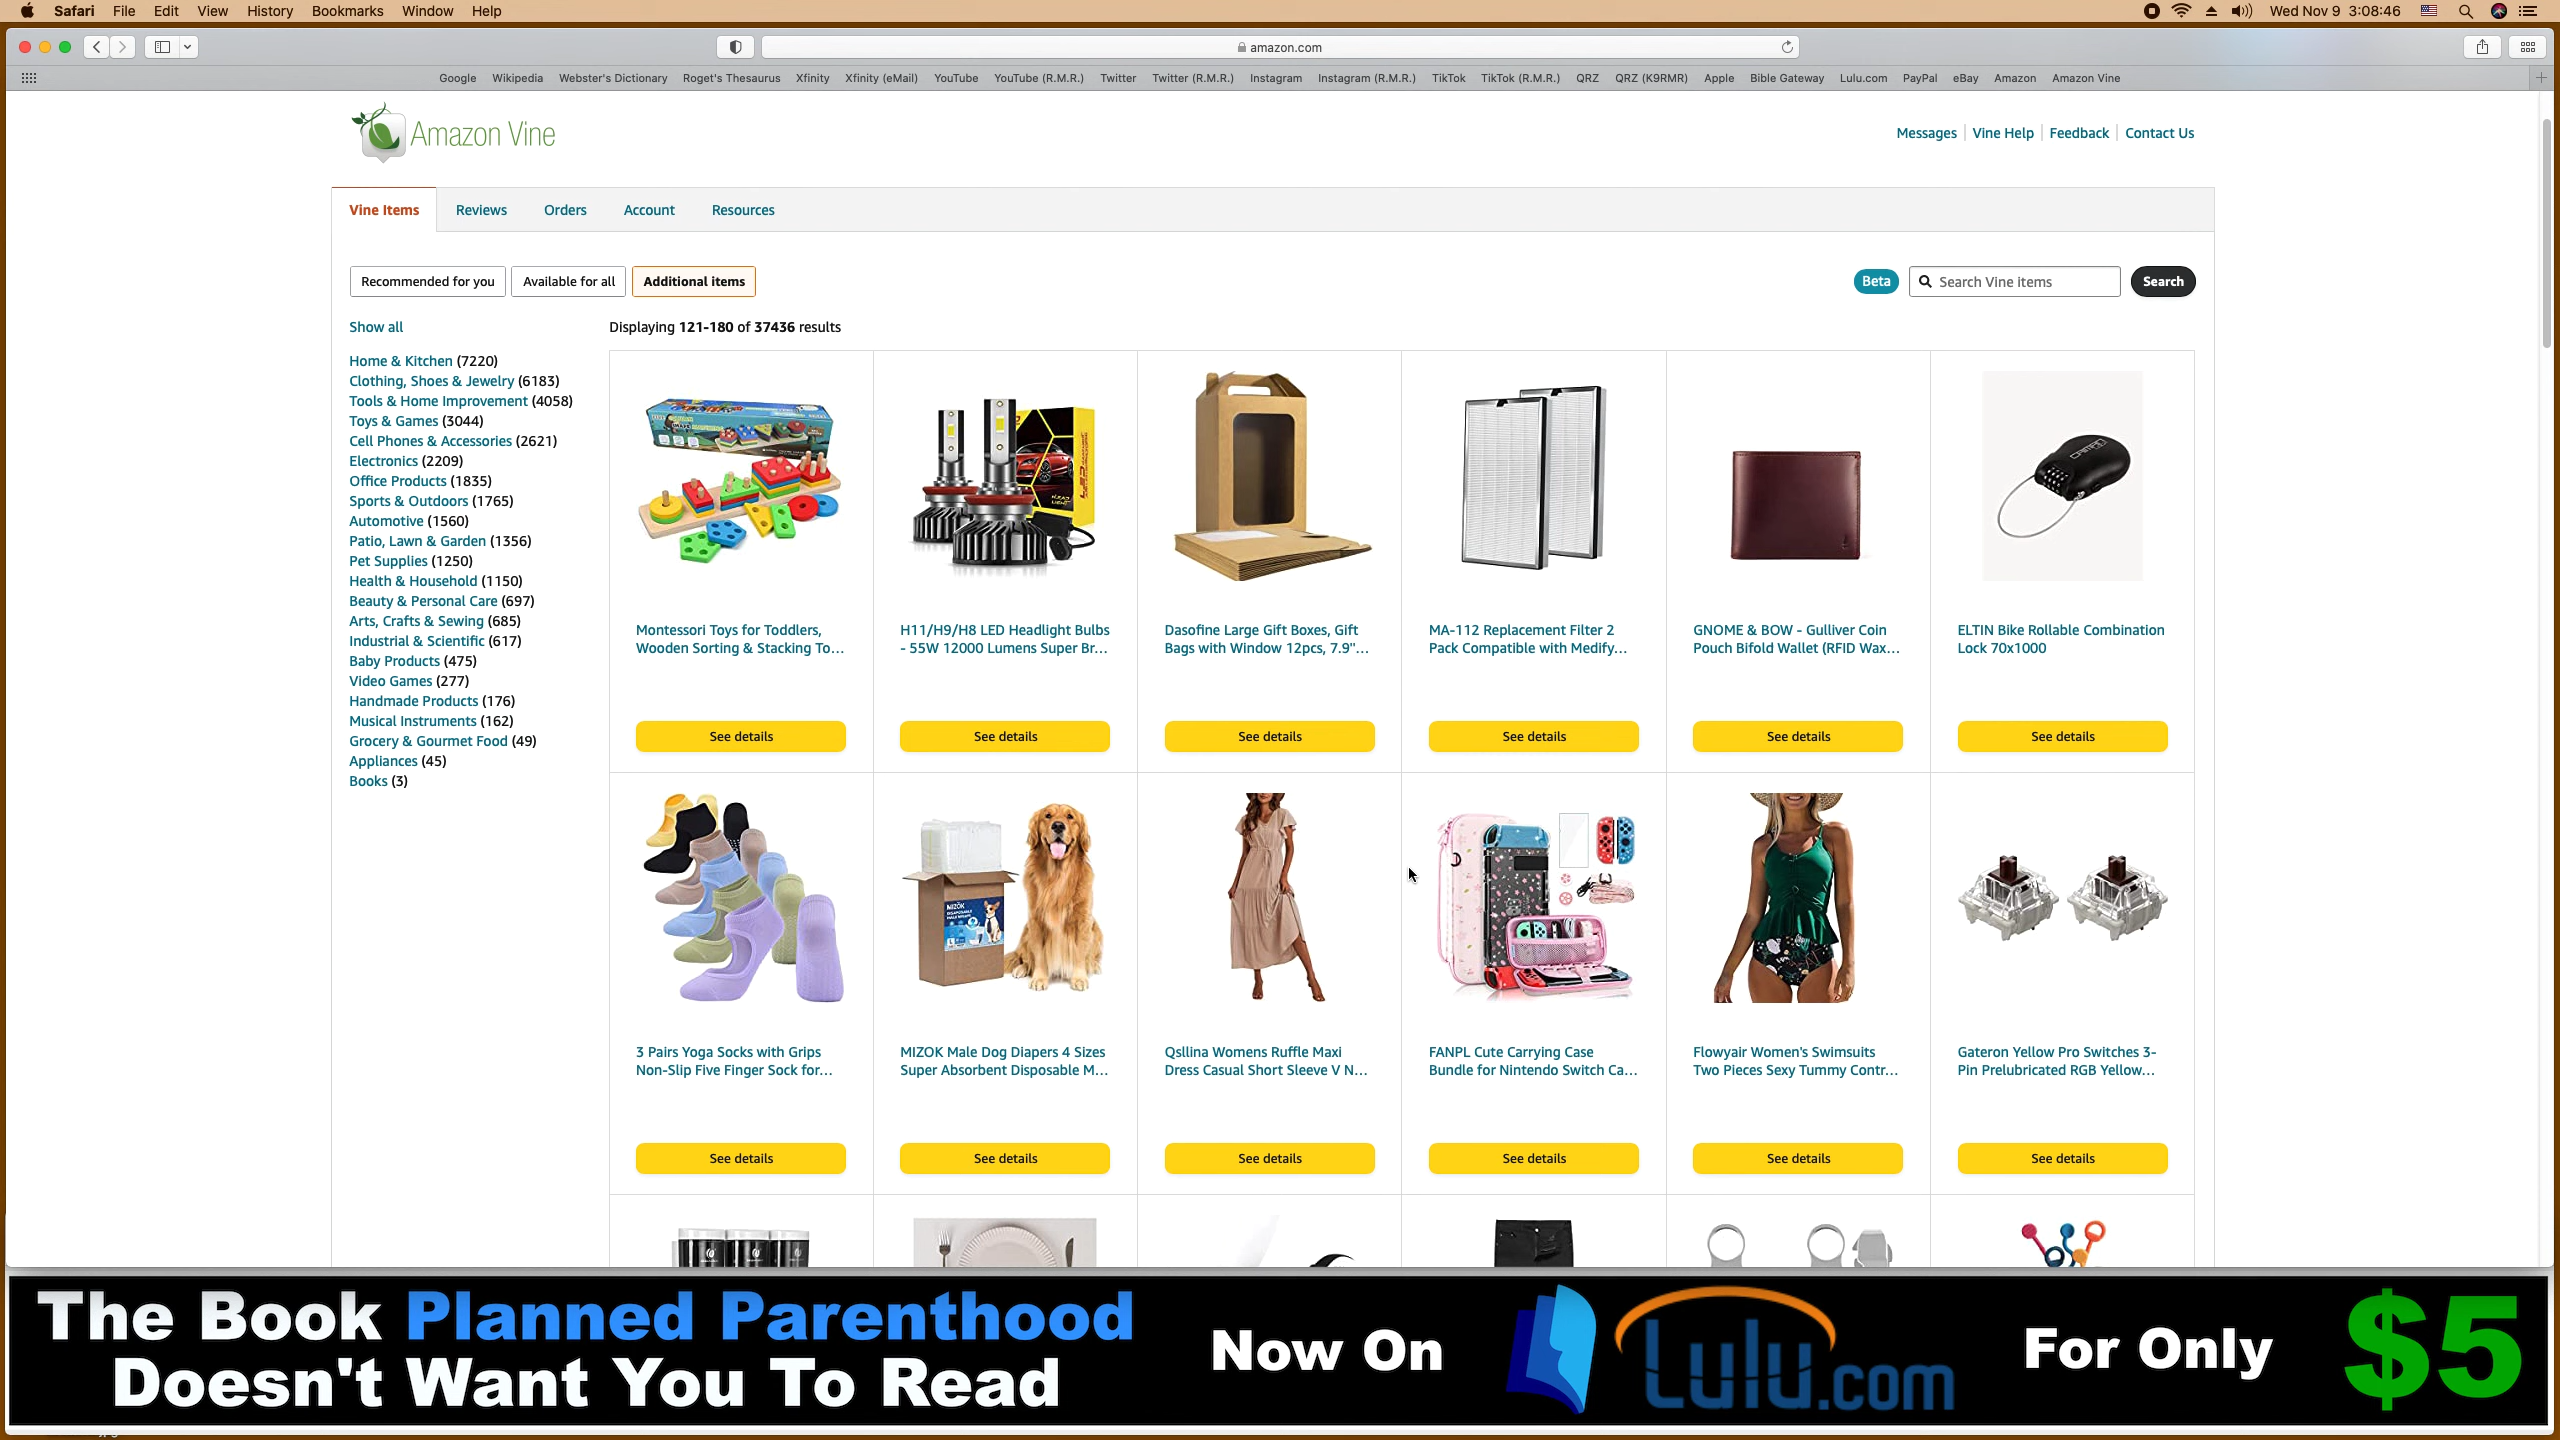 Safari File Edit View History Bookmarks Window Help
Wed Nov 9 3:08:46
amazon.com
Google Wikipedia Webster's Dictionary Roget's Thesaurus Xfinity Xfinity (eMail) YouTube YouTube (R.M.R.) Twitter Twitter (R.M.R.) Instagram Instagram (R.M.R.) TikTok TikTok (R.M.R.) QRZ QRZ (K9RMR) Apple Bible Gateway Lulu.com PayPal eBay Amazon Amazon Vine
Amazon Vine
Messages Vine Help Feedback Contact Us
Vine Items Reviews Orders Account Resources
Recommended for you Available for all Additional items
Beta Search Vine items Search
Show all
Displaying 121-180 of 37436 results
Home & Kitchen (7220)
Clothing, Shoes & Jewelry (6183)
Tools & Home Improvement (4058)
Toys & Games (3044)
Cell Phones & Accessories (2621)
Electronics (2209)
Office Products (1835)
Sports & Outdoors (1765)
Automotive (1560)
Patio, Lawn & Garden (1356)
Pet Supplies (1250)
Health & Household (1150)
Beauty & Personal Care (697)
Arts, Crafts & Sewing (685)
Industrial & Scientific (617)
Baby Products (475)
Video Games (277)
Handmade Products (176)
Musical Instruments (162)
Grocery & Gourmet Food (49)
Appliances (45)
Books (3)
Montessori Toys for Toddlers,
Wooden Sorting & Stacking To...
See details
H11/H9/H8 LED Headlight Bulbs
- 55W 12000 Lumens Super Br...
See details
Dasofine Large Gift Boxes, Gift
Bags with Window 12pcs, 7.9"...
See details
MA-112 Replacement Filter 2
Pack Compatible with Medify...
See details
GNOME & BOW - Gulliver Coin
Pouch Bifold Wallet (RFID Wax...
See details
ELTIN Bike Rollable Combination
Lock 70x1000
See details
MIZOK
3 Pairs Yoga Socks with Grips
Non-Slip Five Finger Sock for...
See details
MIZOK Male Dog Diapers 4 Sizes
Super Absorbent Disposable M...
See details
Qsllina Womens Ruffle Maxi
Dress Casual Short Sleeve V N...
See details
FANPL Cute Carrying Case
Bundle for Nintendo Switch Ca...
See details
Flowyair Women's Swimsuits
Two Pieces Sexy Tummy Contr...
See details
Gateron Yellow Pro Switches 3-
Pin Prelubricated RGB Yellow...
See details
The Book Planned Parenthood
Doesn't Want You To Read
Now On
Lulu.com
For Only
$5